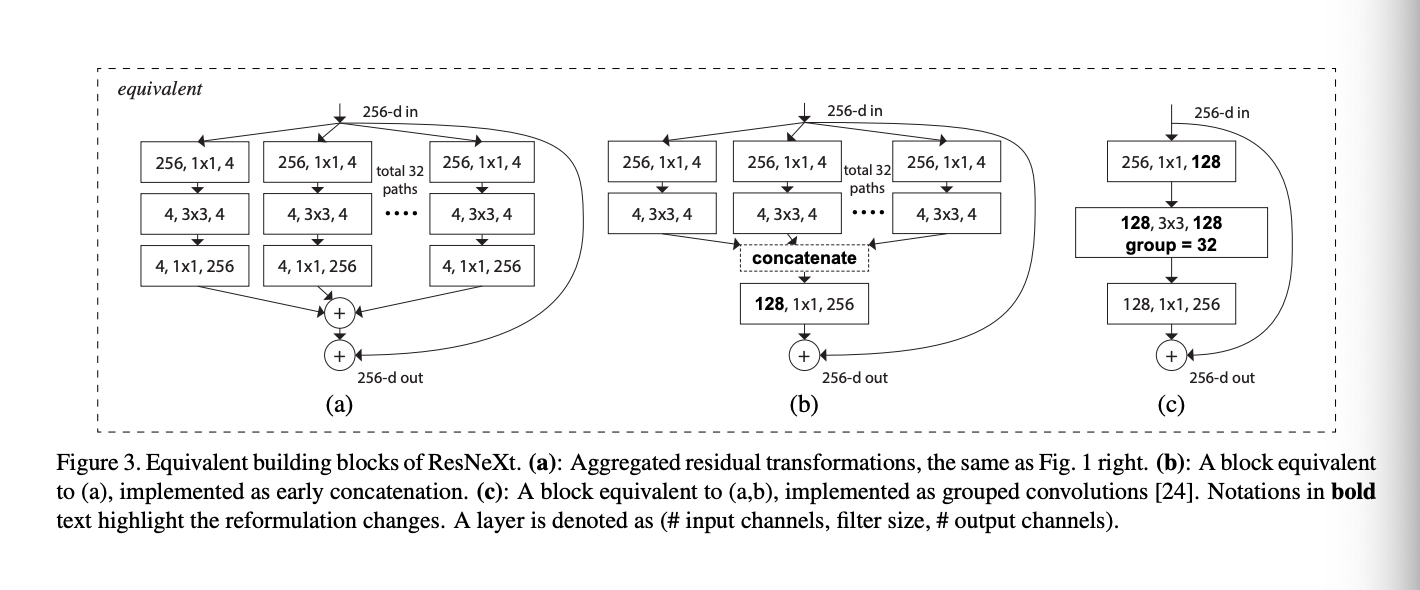 equivalent
256-d in
256, 1x1, 4
256, 1x1, 4
total 32
paths
....
256, 1x1, 4
4, 3x3, 4
4, 3x3, 4
4, 3x3, 4
4, 1x1, 256
4, 1x1, 256
4, 1x1, 256
+
+
256-d out
(a)
256-d in
256, 1x1, 4
256, 1x1, 4
total 32
paths
....
256, 1x1, 4
4, 3x3, 4
4, 3x3, 4
4, 3x3, 4
concatenate
128, 1x1, 256
+
256-d out
(b)
256-d in
256, 1x1, 128
128, 3x3, 128
group = 32
128, 1x1, 256
+
256-d out
(c)
Figure 3. Equivalent building blocks of ResNeXt. (a): Aggregated residual transformations, the same as Fig. 1 right. (b): A block equivalent
to (a), implemented as early concatenation. (c): A block equivalent to (a,b), implemented as grouped convolutions [24]. Notations in bold
text highlight the reformulation changes. A layer is denoted as (# input channels, filter size, # output channels).